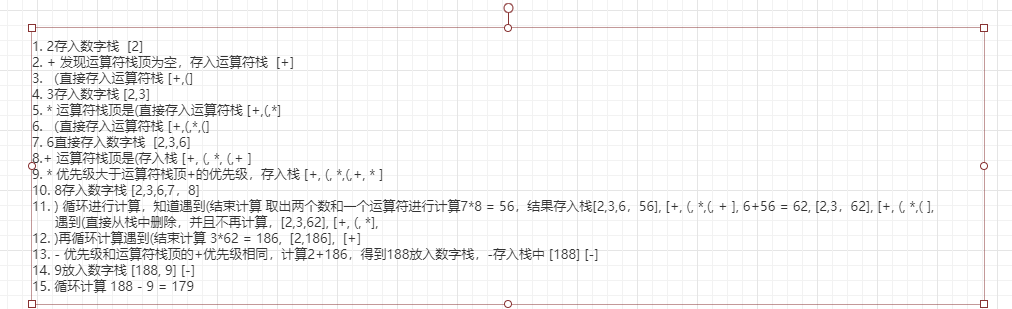 1. 2存入数字栈  [2]
2. + 发现运算符栈顶为空，存入运算符栈  [+]
3.   (直接存入运算符栈 [+,(]
4. 3存入数字栈 [2,3]
5. * 运算符栈顶是(直接存入运算符栈 [+,(,*]
6.   (直接存入运算符栈 [+,(,*,(]
7. 6直接存入数字栈  [2,3,6]
8.+ 运算符栈顶是(存入栈 [+, (, *, (,+ ]
9. * 优先级大于运算符栈顶+的优先级，存入栈 [+, (, *,(,+, * ]
10. 8存入数字栈 [2,3,6,7，8]
11. ) 循环进行计算，知道遇到(结束计算 取出两个数和一个运算符进行计算7*8 = 56，结果存入栈[2,3,6，56], [+, (, *,(, + ], 6+56 = 62, [2,3，62], [+, (, *,( ],
遇到(直接从栈中删除，并且不再计算，[2,3,62], [+, (, *],
12. )再循环计算遇到(结束计算 3*62 = 186,  [2,186],  [+]
13. - 优先级和运算符栈顶的+优先级相同，计算2+186，得到188放入数字栈，-存入栈中 [188] [-]
14. 9放入数字栈 [188, 9] [-]
15. 循环计算 188 - 9 = 179